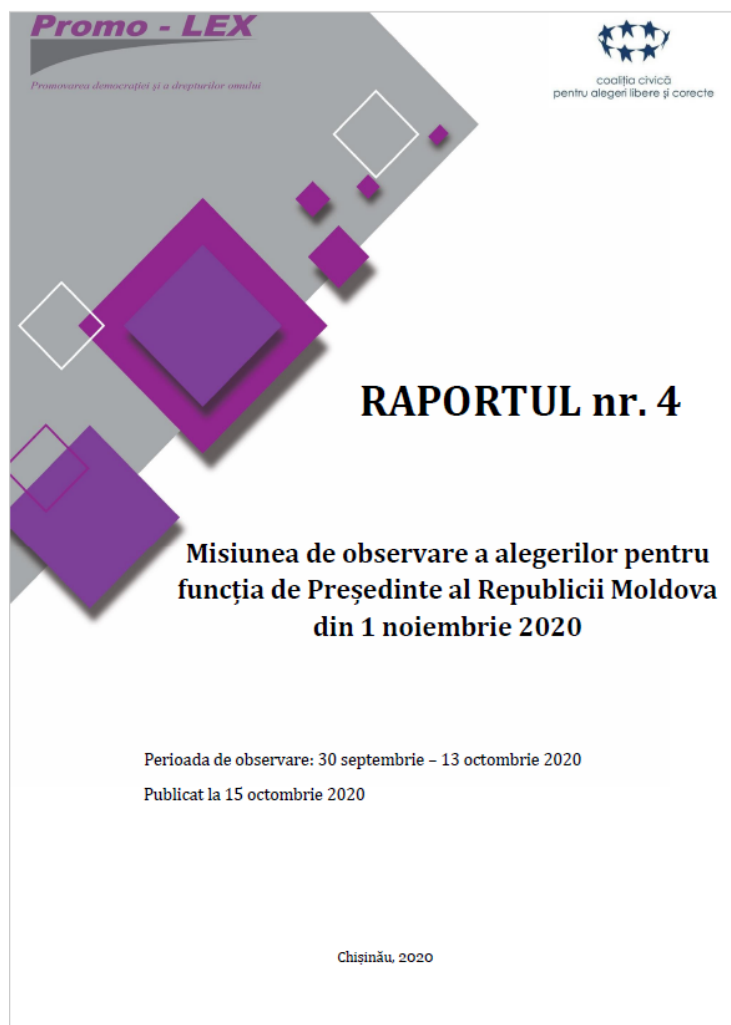 Promo - LEX
Promovarea democrației și a drepturilor omului
coaliția civică
pentru alegeri libere și corecte
RAPORTUL nr. 4
Misiunea de observare a alegerilor pentru
funcția de Președinte al Republicii Moldova
din 1 noiembrie 2020
Perioada de observare: 30 septembrie – 13 octombrie 2020
Publicat la 15 octombrie 2020
Chișinău, 2020